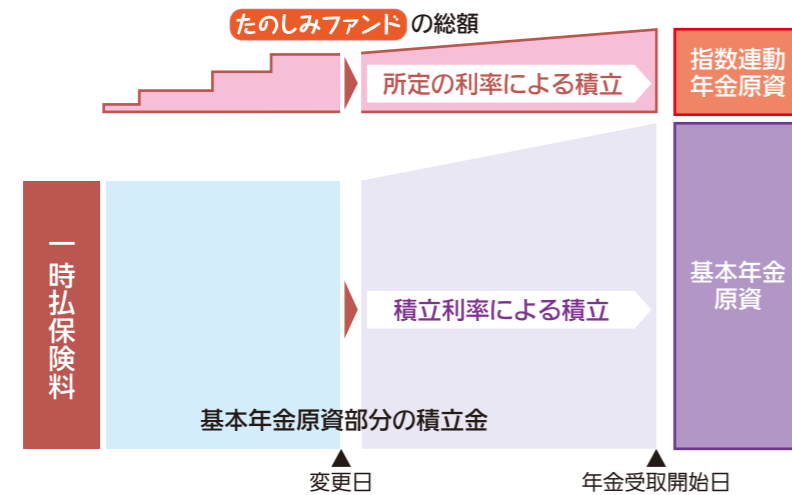 たのしみファンドの総額
所定の利率による積立
指数連動
年金原資
一時払保険料
積立利率による積立
基本年金
原資
基本年金原資部分の積立金
変更日
年金受取開始日